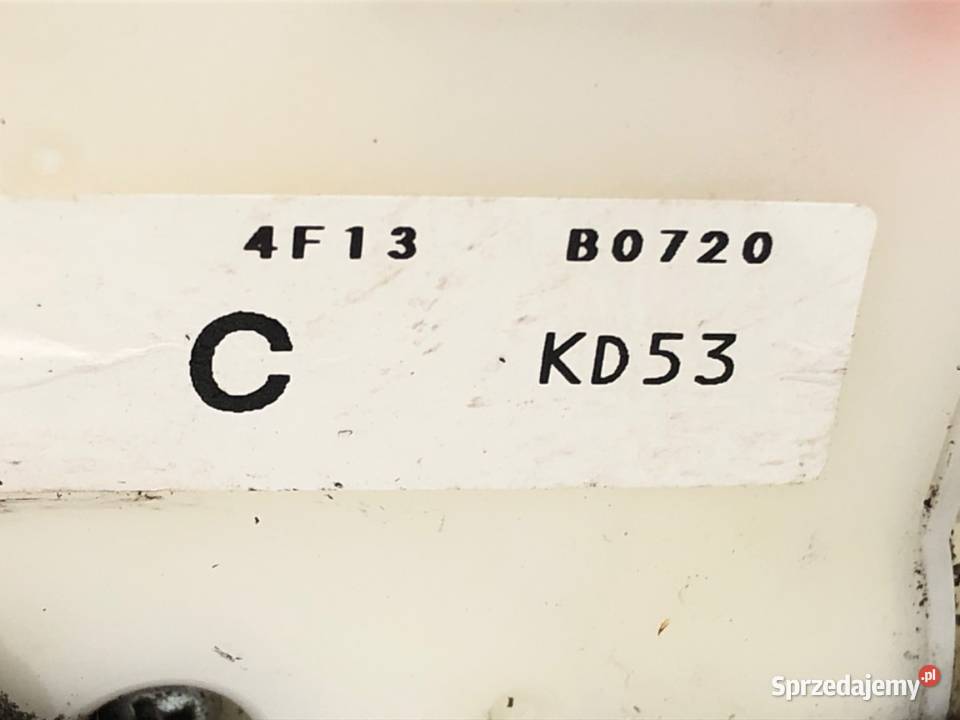 4F13 B0720
C KD53
Sprzedajemy.pl